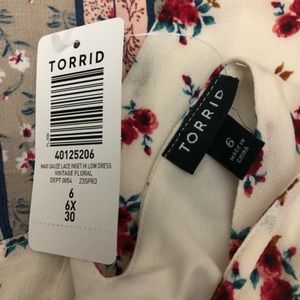 TORRID
40125206
MAXI GAUZE LACE INSET HI LOW DRESS
VINTAGE FLORAL
DEPT 0054 23SPR3
6
6X
30
TORRID
6
MADE IN
CHINA